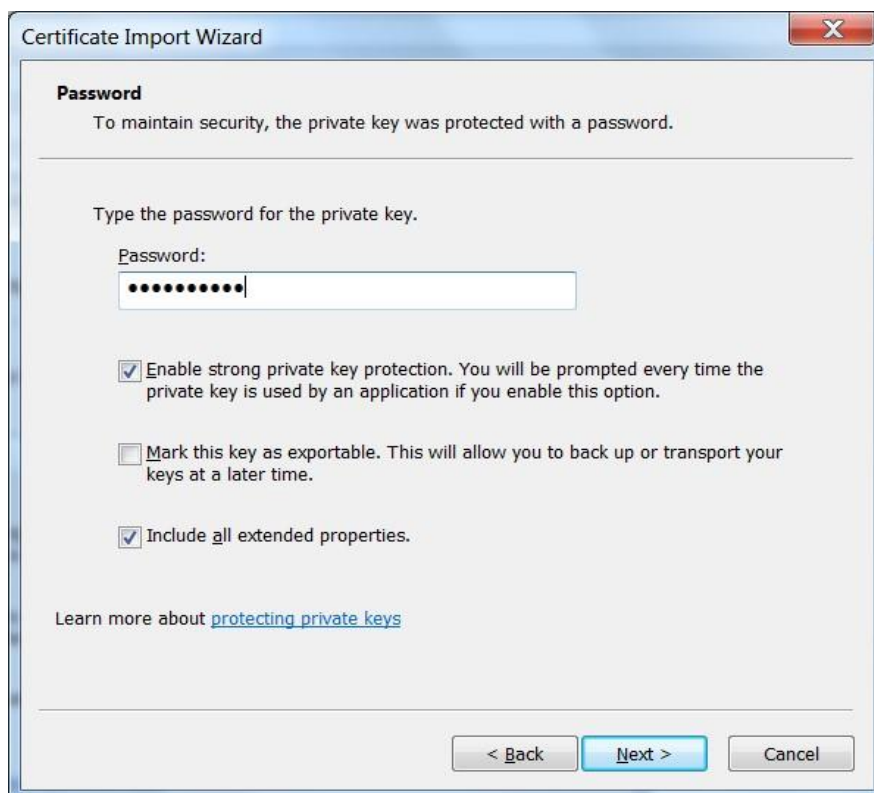 Certificate Import Wizard
Password
To maintain security, the private key was protected with a password.
Type the password for the private key.
Password:
••••••••••
Enable strong private key protection. You will be prompted every time the
private key is used by an application if you enable this option.
Mark this key as exportable. This will allow you to back up or transport your
keys at a later time.
Include all extended properties.
Learn more about protecting private keys
< Back Next > Cancel